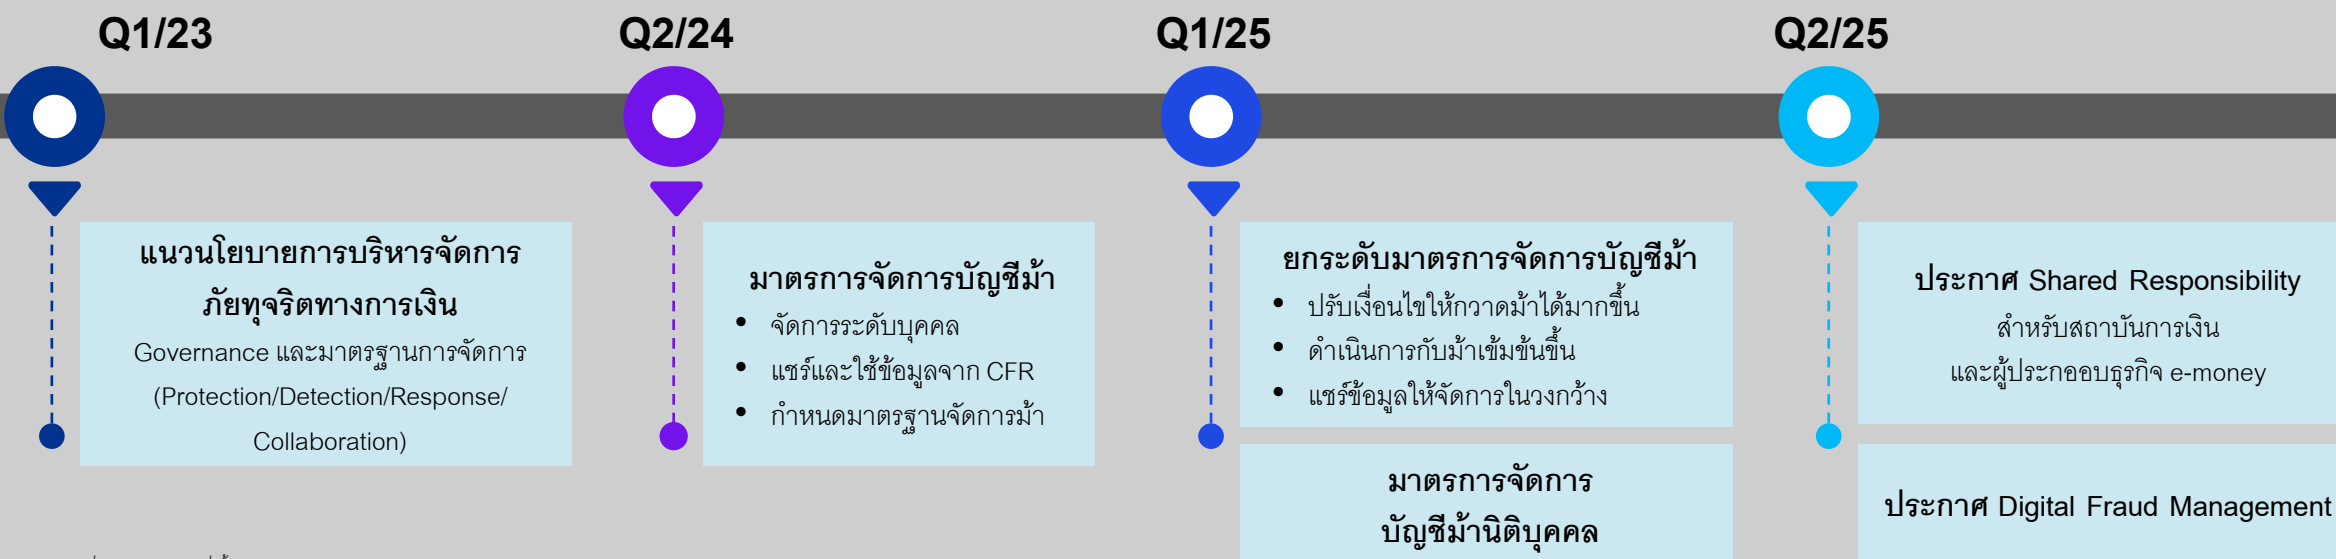 Q1/23
Q2/24
Q1/25
Q2/25
แนวนโยบายการบริหารจัดการ
ภัยทุจริตทางการเงิน
Governance และมาตรฐานการจัดการ
(Protection/Detection/Response/
Collaboration)
มาตรการจัดการบัญชีม้า
• จัดการระดับบุคคล
• แชร์และใช้ข้อมูลจาก CFR
• กำหนดมาตรฐานจัดการม้า
ยกระดับมาตรการจัดการบัญชีม้า
• ปรับเงื่อนไขให้กวาดม้าได้มากขึ้น
• ดำเนินการกับม้าเข้มข้นขึ้น
• แชร์ข้อมูลให้จัดการในวงกว้าง
มาตรการจัดการ
บัญชีม้านิติบุคคล
ประกาศ Shared Responsibility
สำหรับสถาบันการเงิน
และผู้ประกออบธุรกิจ e-money
ประกาศ Digital Fraud Management